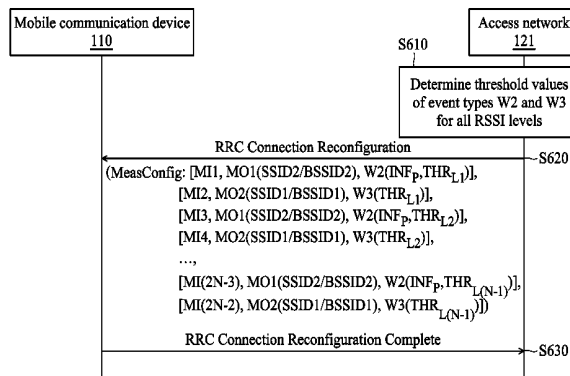 Mobile communication device
110
Access network
121
S610
Determine threshold values
of event types W2 and W3
for all RSSI levels
RRC Connection Reconfiguration
S620
(MeasConfig: [MI1, MO1(SSID2/BSSID2), W2(INFP,THRL1)],
[MI2, MO2(SSID1/BSSID1), W3(THRL1)],
[MI3, MO1(SSID2/BSSID2), W2(INFP,THRL2)],
[MI4, MO2(SSID1/BSSID1), W3(THRL2)],
...,
[MI(2N-3), MO1(SSID2/BSSID2), W2(INFP,THRL(N-1))],
[MI(2N-2), MO2(SSID1/BSSID1), W3(THRL(N-1))])
RRC Connection Reconfiguration Complete
S630